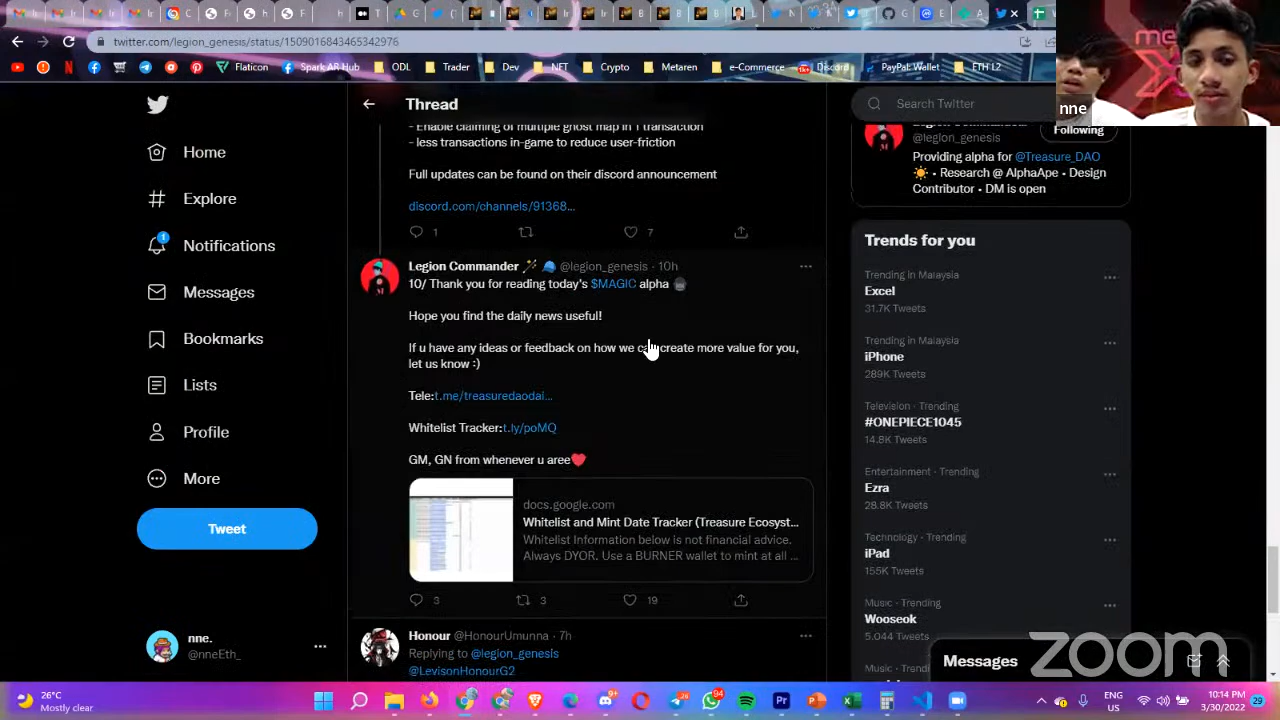 twitter.com/legion_genesis/status/1509016843465342976
Flaticon
Spark AR Hub
ODL
Trader
Dev
NFT
Crypto
Metaren
e-Commerce
Discord
PayPal: Wallet
ETH L2
nne
Home
Explore
1
Notifications
Messages
Bookmarks
Lists
Profile
More
Tweet
nne.
@nneEth_
Thread
- Enable claiming of multiple ghost map in 1 transaction
- less transactions in-game to reduce user-friction
Full updates can be found on their discord announcement
discord.com/channels/91368...
1
7
Legion Commander @legion_genesis · 10h
10/ Thank you for reading today's $MAGIC alpha
Hope you find the daily news useful!
If u have any ideas or feedback on how we can create more value for you,
let us know :)
Tele:t.me/treasuredaodai...
Whitelist Tracker:t.ly/poMQ
GM, GN from whenever u aree
docs.google.com
Whitelist and Mint Date Tracker (Treasure Ecosyst...
Whitelist Information below is not financial advice.
Always DYOR. Use a BURNER wallet to mint at all ...
3
3
19
Honour @HonourUmunna · 7h
Replying to @legion_genesis
@LevisonHonourG2
Search Twitter
@legion_genesis
Following
Providing alpha for @Treasure_DAO
• Research @ AlphaApe • Design
Contributor • DM is open
Trends for you
Trending in Malaysia
Excel
31.7K Tweets
Trending in Malaysia
iPhone
289K Tweets
Television · Trending
#ONEPIECE1045
14.8K Tweets
Entertainment · Trending
Ezra
28.8K Tweets
Technology · Trending
iPad
155K Tweets
Music · Trending
Wooseok
5,044 Tweets
Messages
zoom
26°C
Mostly clear
94
ENG
US
10:14 PM
3/30/2022
29